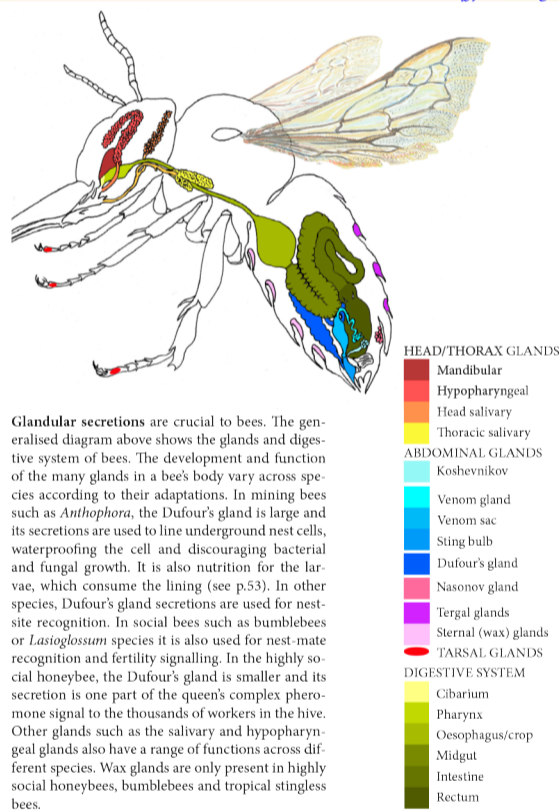 Glandular secretions are crucial to bees. The gen-
eralised diagram above shows the glands and diges-
tive system of bees. The development and function
of the many glands in a bee's body vary across spe-
cies according to their adaptations. In mining bees
such as Anthophora, the Dufour's gland is large and
its secretions are used to line underground nest cells,
waterproofing the cell and discouraging bacterial
and fungal growth. It is also nutrition for the lar-
vae, which consume the lining (see p.53). In other
species, Dufour's gland secretions are used for nest-
site recognition. In social bees such as bumblebees
or Lasioglossum species it is also used for nest-mate
recognition and fertility signalling. In the highly so-
cial honeybee, the Dufour's gland is smaller and its
secretion is one part of the queen's complex phero-
mone signal to the thousands of workers in the hive.
Other glands such as the salivary and hypopharyn-
geal glands also have a range of functions across dif-
ferent species. Wax glands are only present in highly
social honeybees, bumblebees and tropical stingless
bees.
HEAD/THORAX GLANDS
Mandibular
Hypopharyngeal
Head salivary
Thoracic salivary
ABDOMINAL GLANDS
Koshevnikov
Venom gland
Venom sac
Sting bulb
Dufour's gland
Nasonov gland
Tergal glands
Sternal (wax) glands
TARSAL GLANDS
DIGESTIVE SYSTEM
Cibarium
Pharynx
Oesophagus/crop
Midgut
Intestine
Rectum